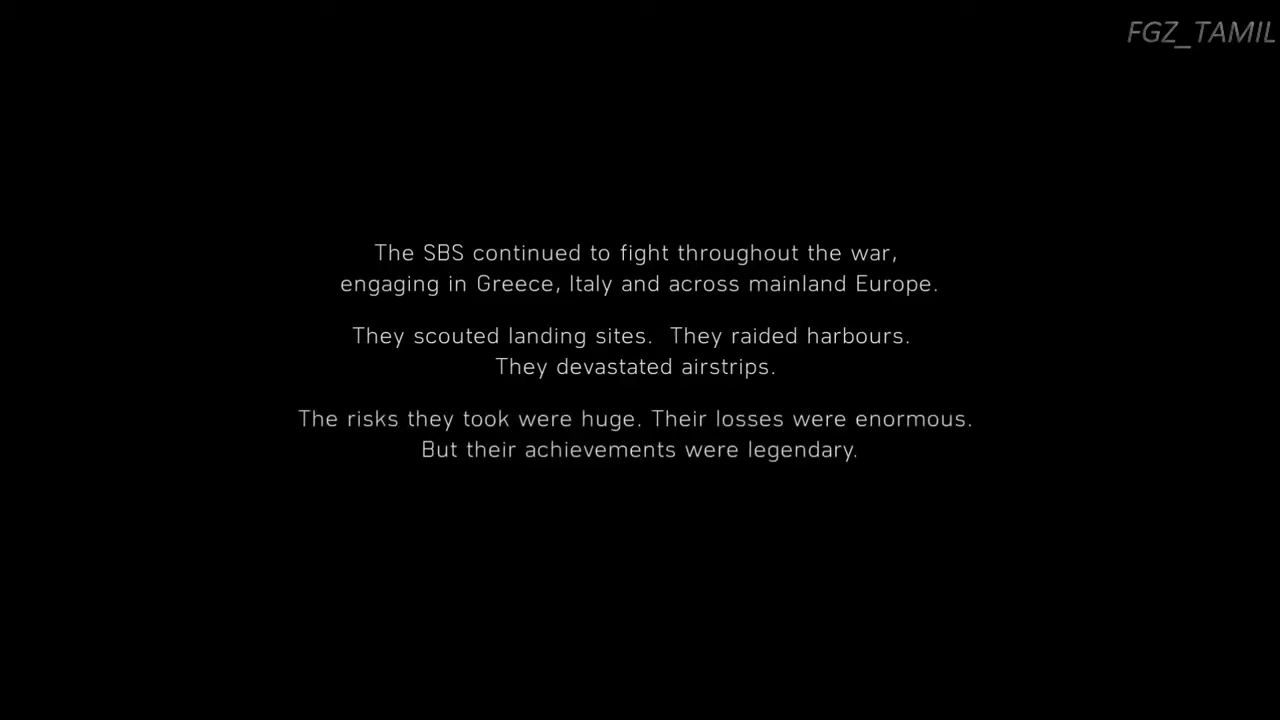 FGZ_TAMIL
The SBS continued to fight throughout the war,
engaging in Greece, Italy and across mainland Europe.
They scouted landing sites.  They raided harbours.
They devastated airstrips.
The risks they took were huge. Their losses were enormous.
But their achievements were legendary.